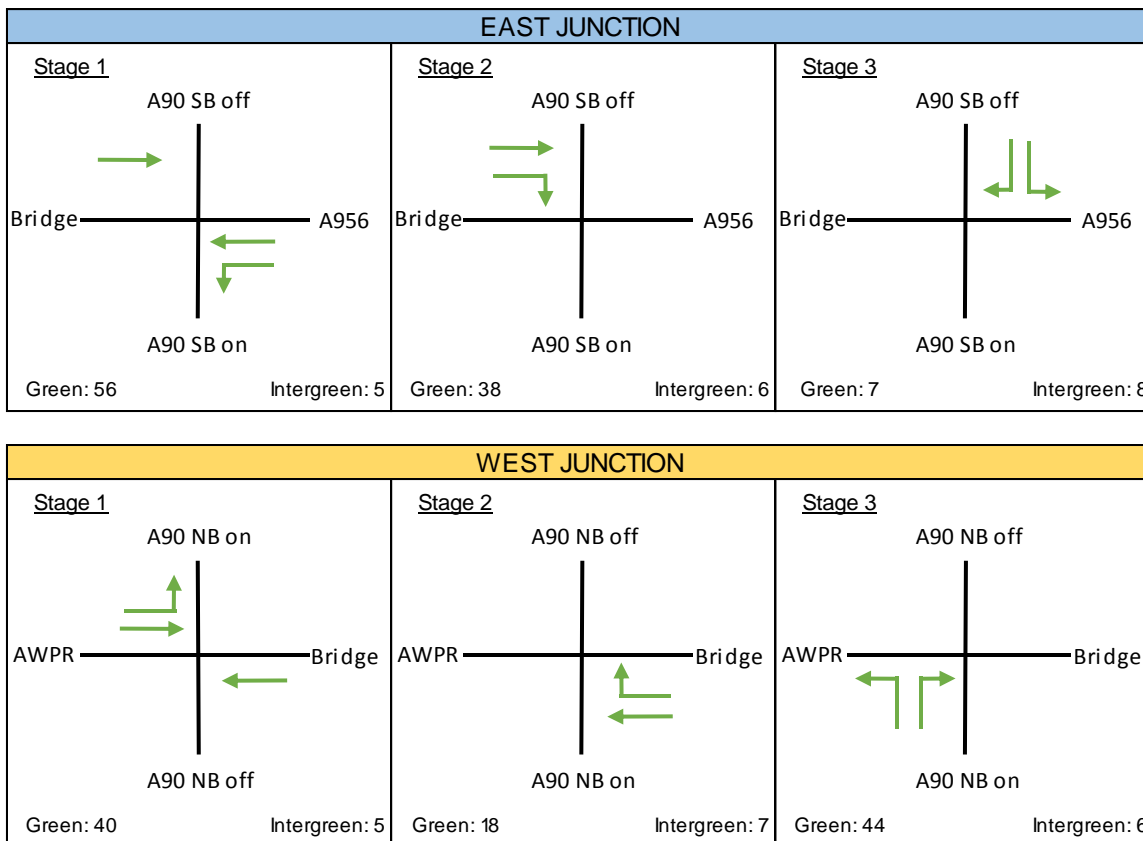 EAST JUNCTION
Stage 1
A90 SB off
Bridge
A956
A90 SB on
Green: 56
Intergreen: 5
Stage 2
A90 SB off
Bridge
A956
A90 SB on
Green: 38
Intergreen: 6
Stage 3
A90 SB off
Bridge
A956
A90 SB on
Green: 7
Intergreen: 8
WEST JUNCTION
Stage 1
A90 NB on
AWPR
Bridge
A90 NB off
Green: 40
Intergreen: 5
Stage 2
A90 NB off
AWPR
Bridge
A90 NB on
Green: 18
Intergreen: 7
Stage 3
A90 NB off
AWPR
Bridge
A90 NB on
Green: 44
Intergreen: 6